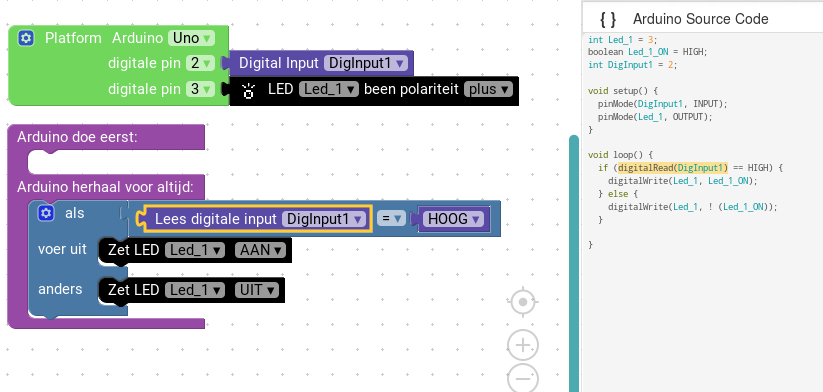 Platform Arduino Uno
digitale pin 2 Digital Input DigInput1
digitale pin 3 LED Led_1 been polariteit plus
Arduino doe eerst:
Arduino herhaal voor altijd:
als Lees digitale input DigInput1 = HOOG
voer uit Zet LED Led_1 AAN
anders Zet LED Led_1 UIT
{ } Arduino Source Code
int Led_1 = 3;
boolean Led_1_ON = HIGH;
int DigInput1 = 2;
void setup() {
pinMode(DigInput1, INPUT);
pinMode(Led_1, OUTPUT);
}
void loop() {
if (digitalRead(DigInput1) == HIGH) {
digitalWrite(Led_1, Led_1_ON);
} else {
digitalWrite(Led_1, ! (Led_1_ON));
}
}